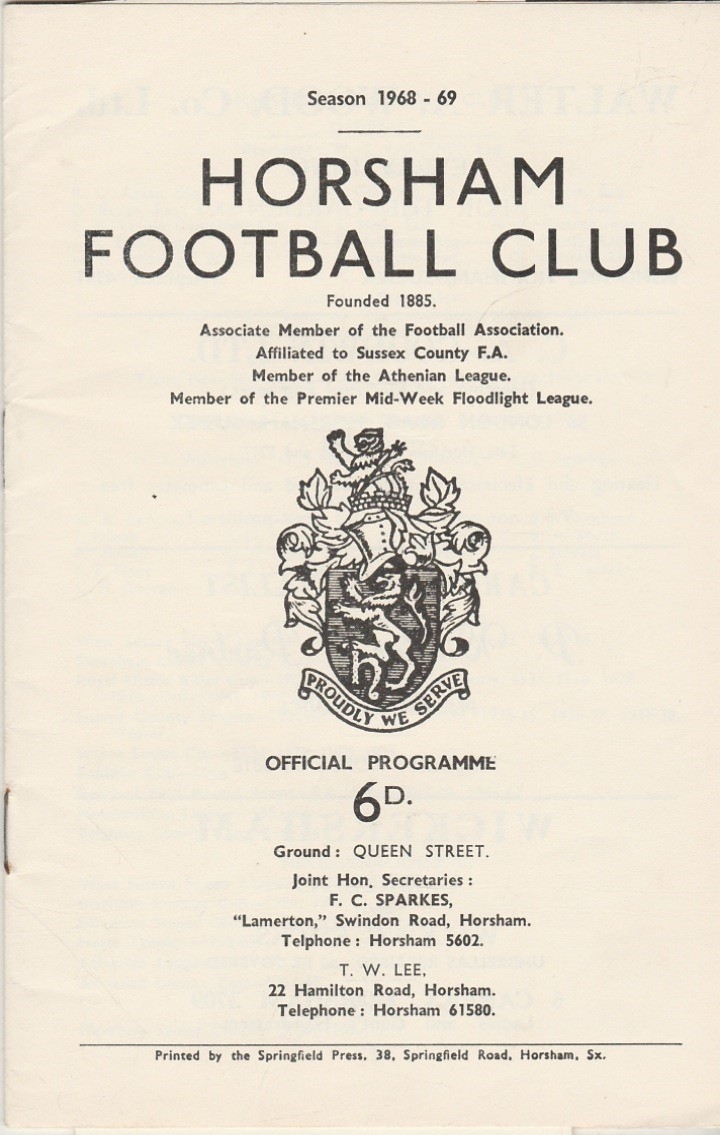 Season 1968 - 69
HORSHAM
FOOTBALL CLUB
Founded 1885.
Associate Member of the Football Association.
Affiliated to Sussex County F.A.
Member of the Athenian League.
Member of the Premier Mid-Week Floodlight League.
PROUDLY WE SERVE
OFFICIAL PROGRAMME
6D.
Ground : QUEEN STREET.
Joint Hon. Secretaries :
F. C. SPARKES,
"Lamerton," Swindon Road, Horsham.
Telphone : Horsham 5602.
T. W. LEE,
22 Hamilton Road, Horsham.
Telephone : Horsham 61580.
Printed by the Springfield Press, 38, Springfield Road, Horsham, Sx.